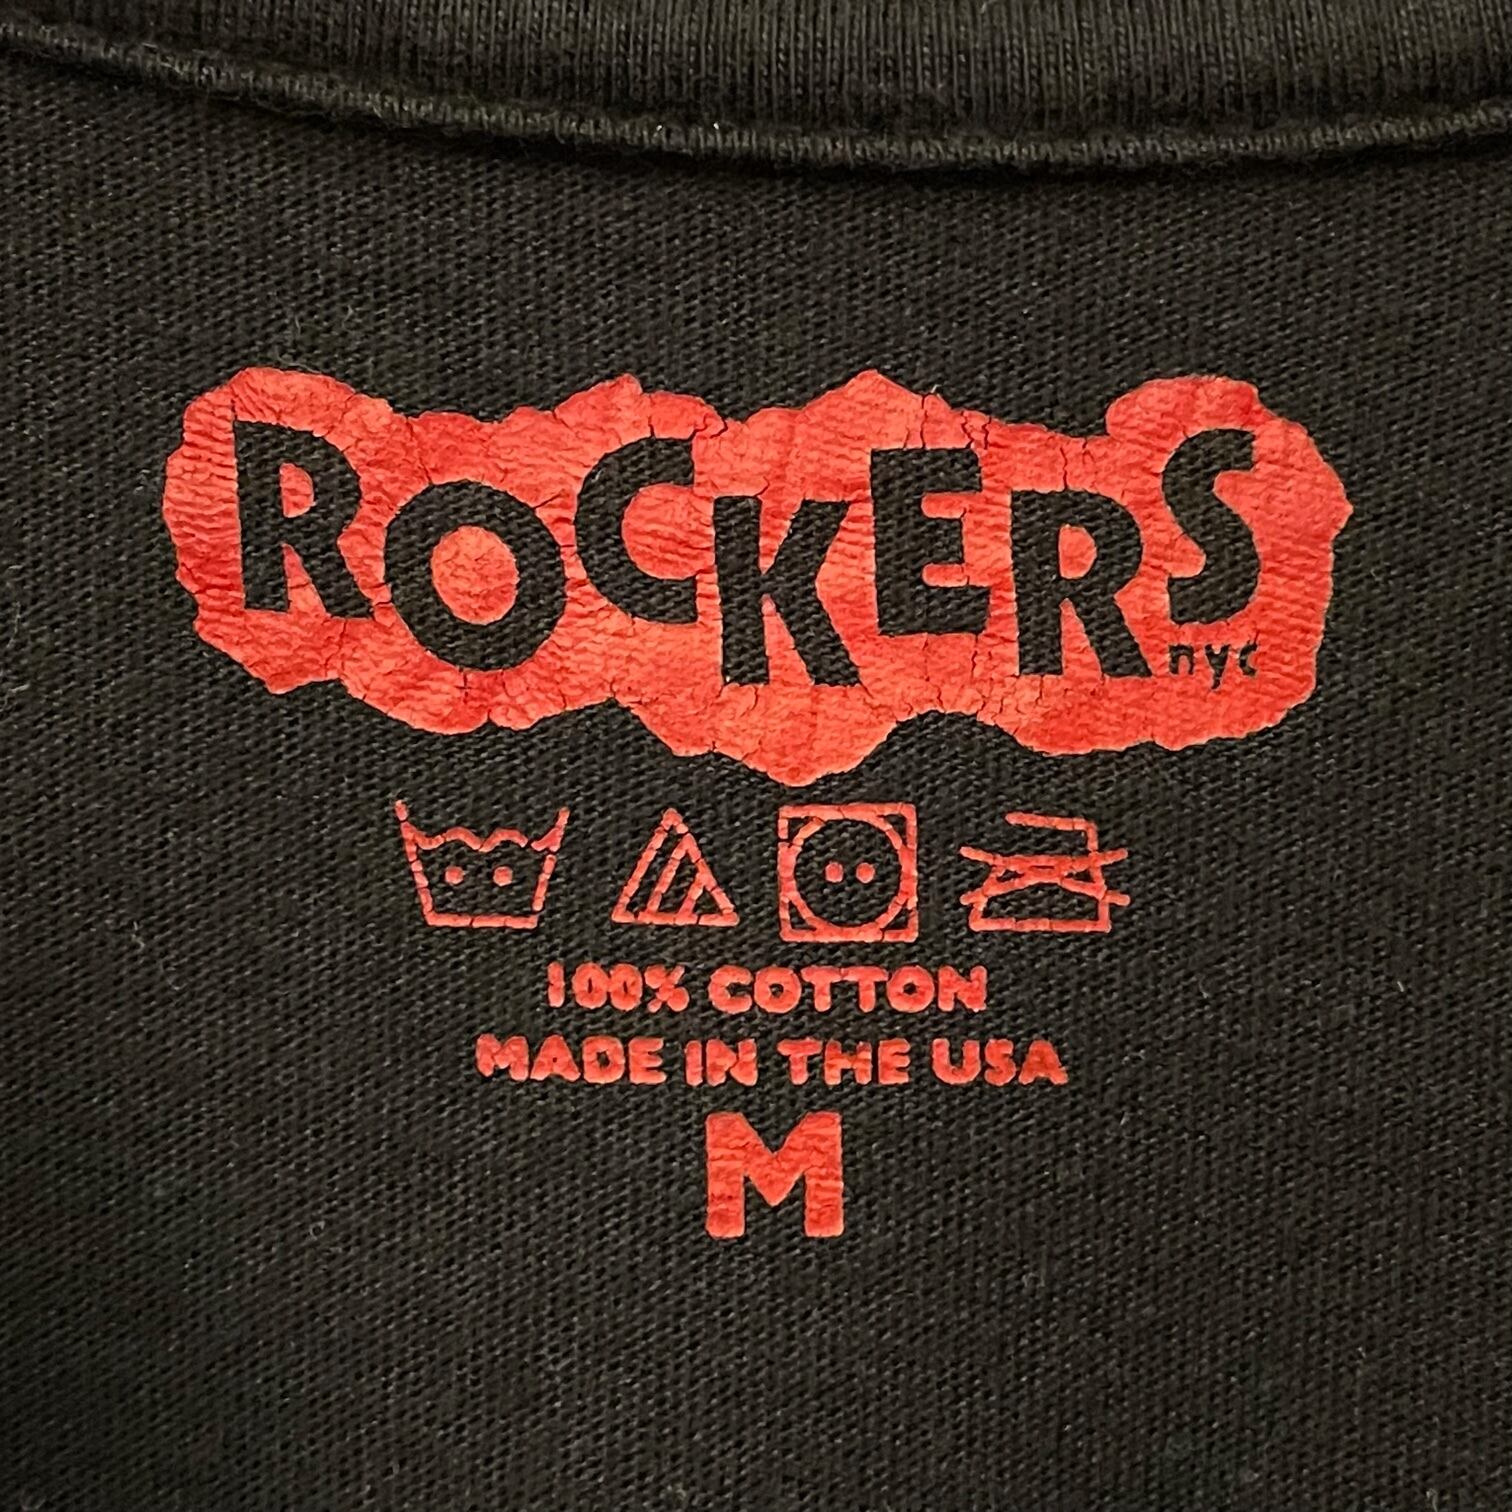 ROCKERS
nyc
100% COTTON
MADE IN THE USA
M